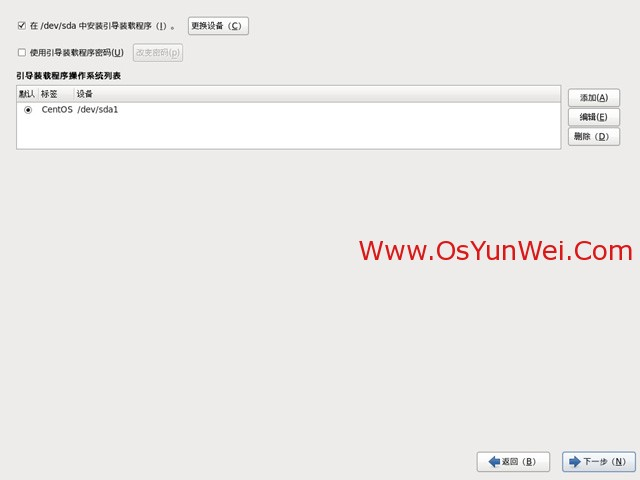 在 /dev/sda 中安装引导装载程序（I）。 更换设备（C）
使用引导装载程序密码(U) 改变密码(p)
引导装载程序操作系统列表
默认 标签 设备
CentOS /dev/sda1
添加(A)
编辑(E)
删除（D）
Www.OsYunWei.Com
返回（B） 下一步（N）